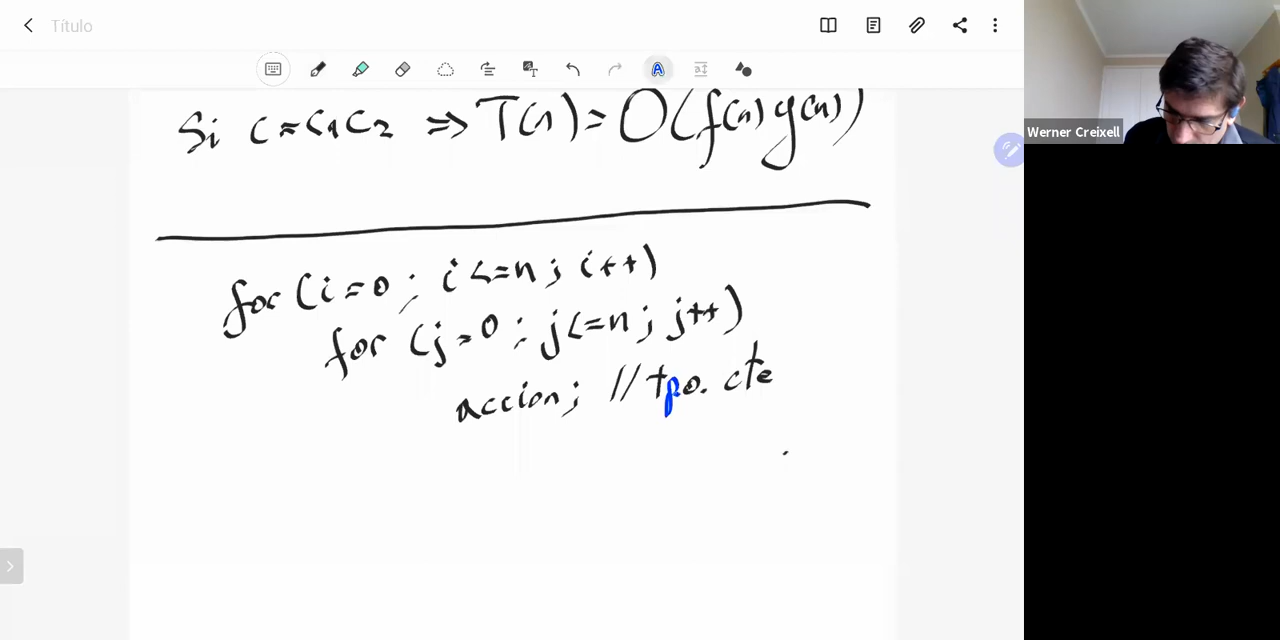 Título
Si C=C1C2 => T(n)=O(f(n)g(n))
Werner Creixell
for (i=0; i<=n; i++)
for (j=0; j<=n; j++)
accion; // tpo. cte